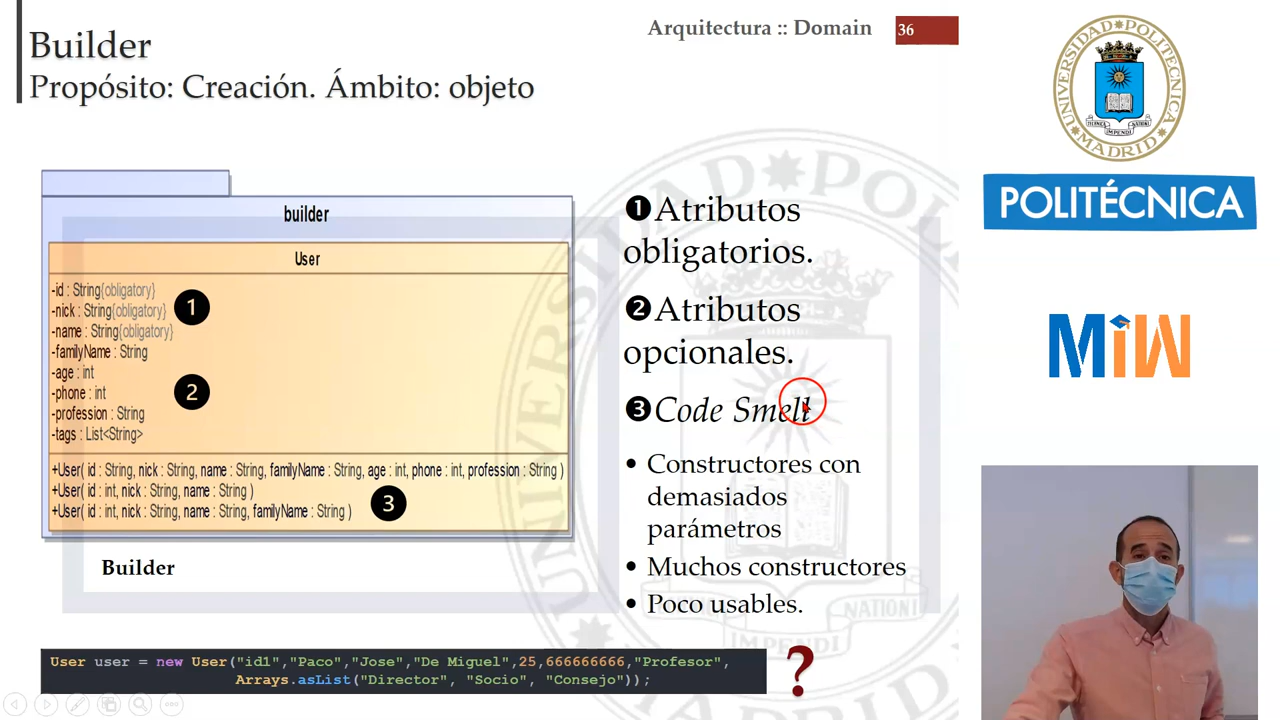 Builder
Propósito: Creación. Ámbito: objeto
Arquitectura :: Domain
36
builder
User
-id : String{obligatory}
-nick : String{obligatory}
-name : String{obligatory}
-familyName : String
-age : int
-phone : int
-profession : String
-tags : List<String>
1
2
+User( id : String, nick : String, name : String, familyName : String, age : int, phone : int, profession : String )
+User( id : int, nick : String, name : String )
+User( id : int, nick : String, name : String, familyName : String )
3
Builder
❶Atributos
obligatorios.
❷Atributos
opcionales.
❸Code Smell
• Constructores con
demasiados
parámetros
• Muchos constructores
• Poco usables.
User user = new User("id1","Paco","Jose","De Miguel",25,666666666,"Profesor",
Arrays.asList("Director", "Socio", "Consejo"));
?
UNIVERSIDAD POLITECNICA
MADRID
POLITÉCNICA
MiW